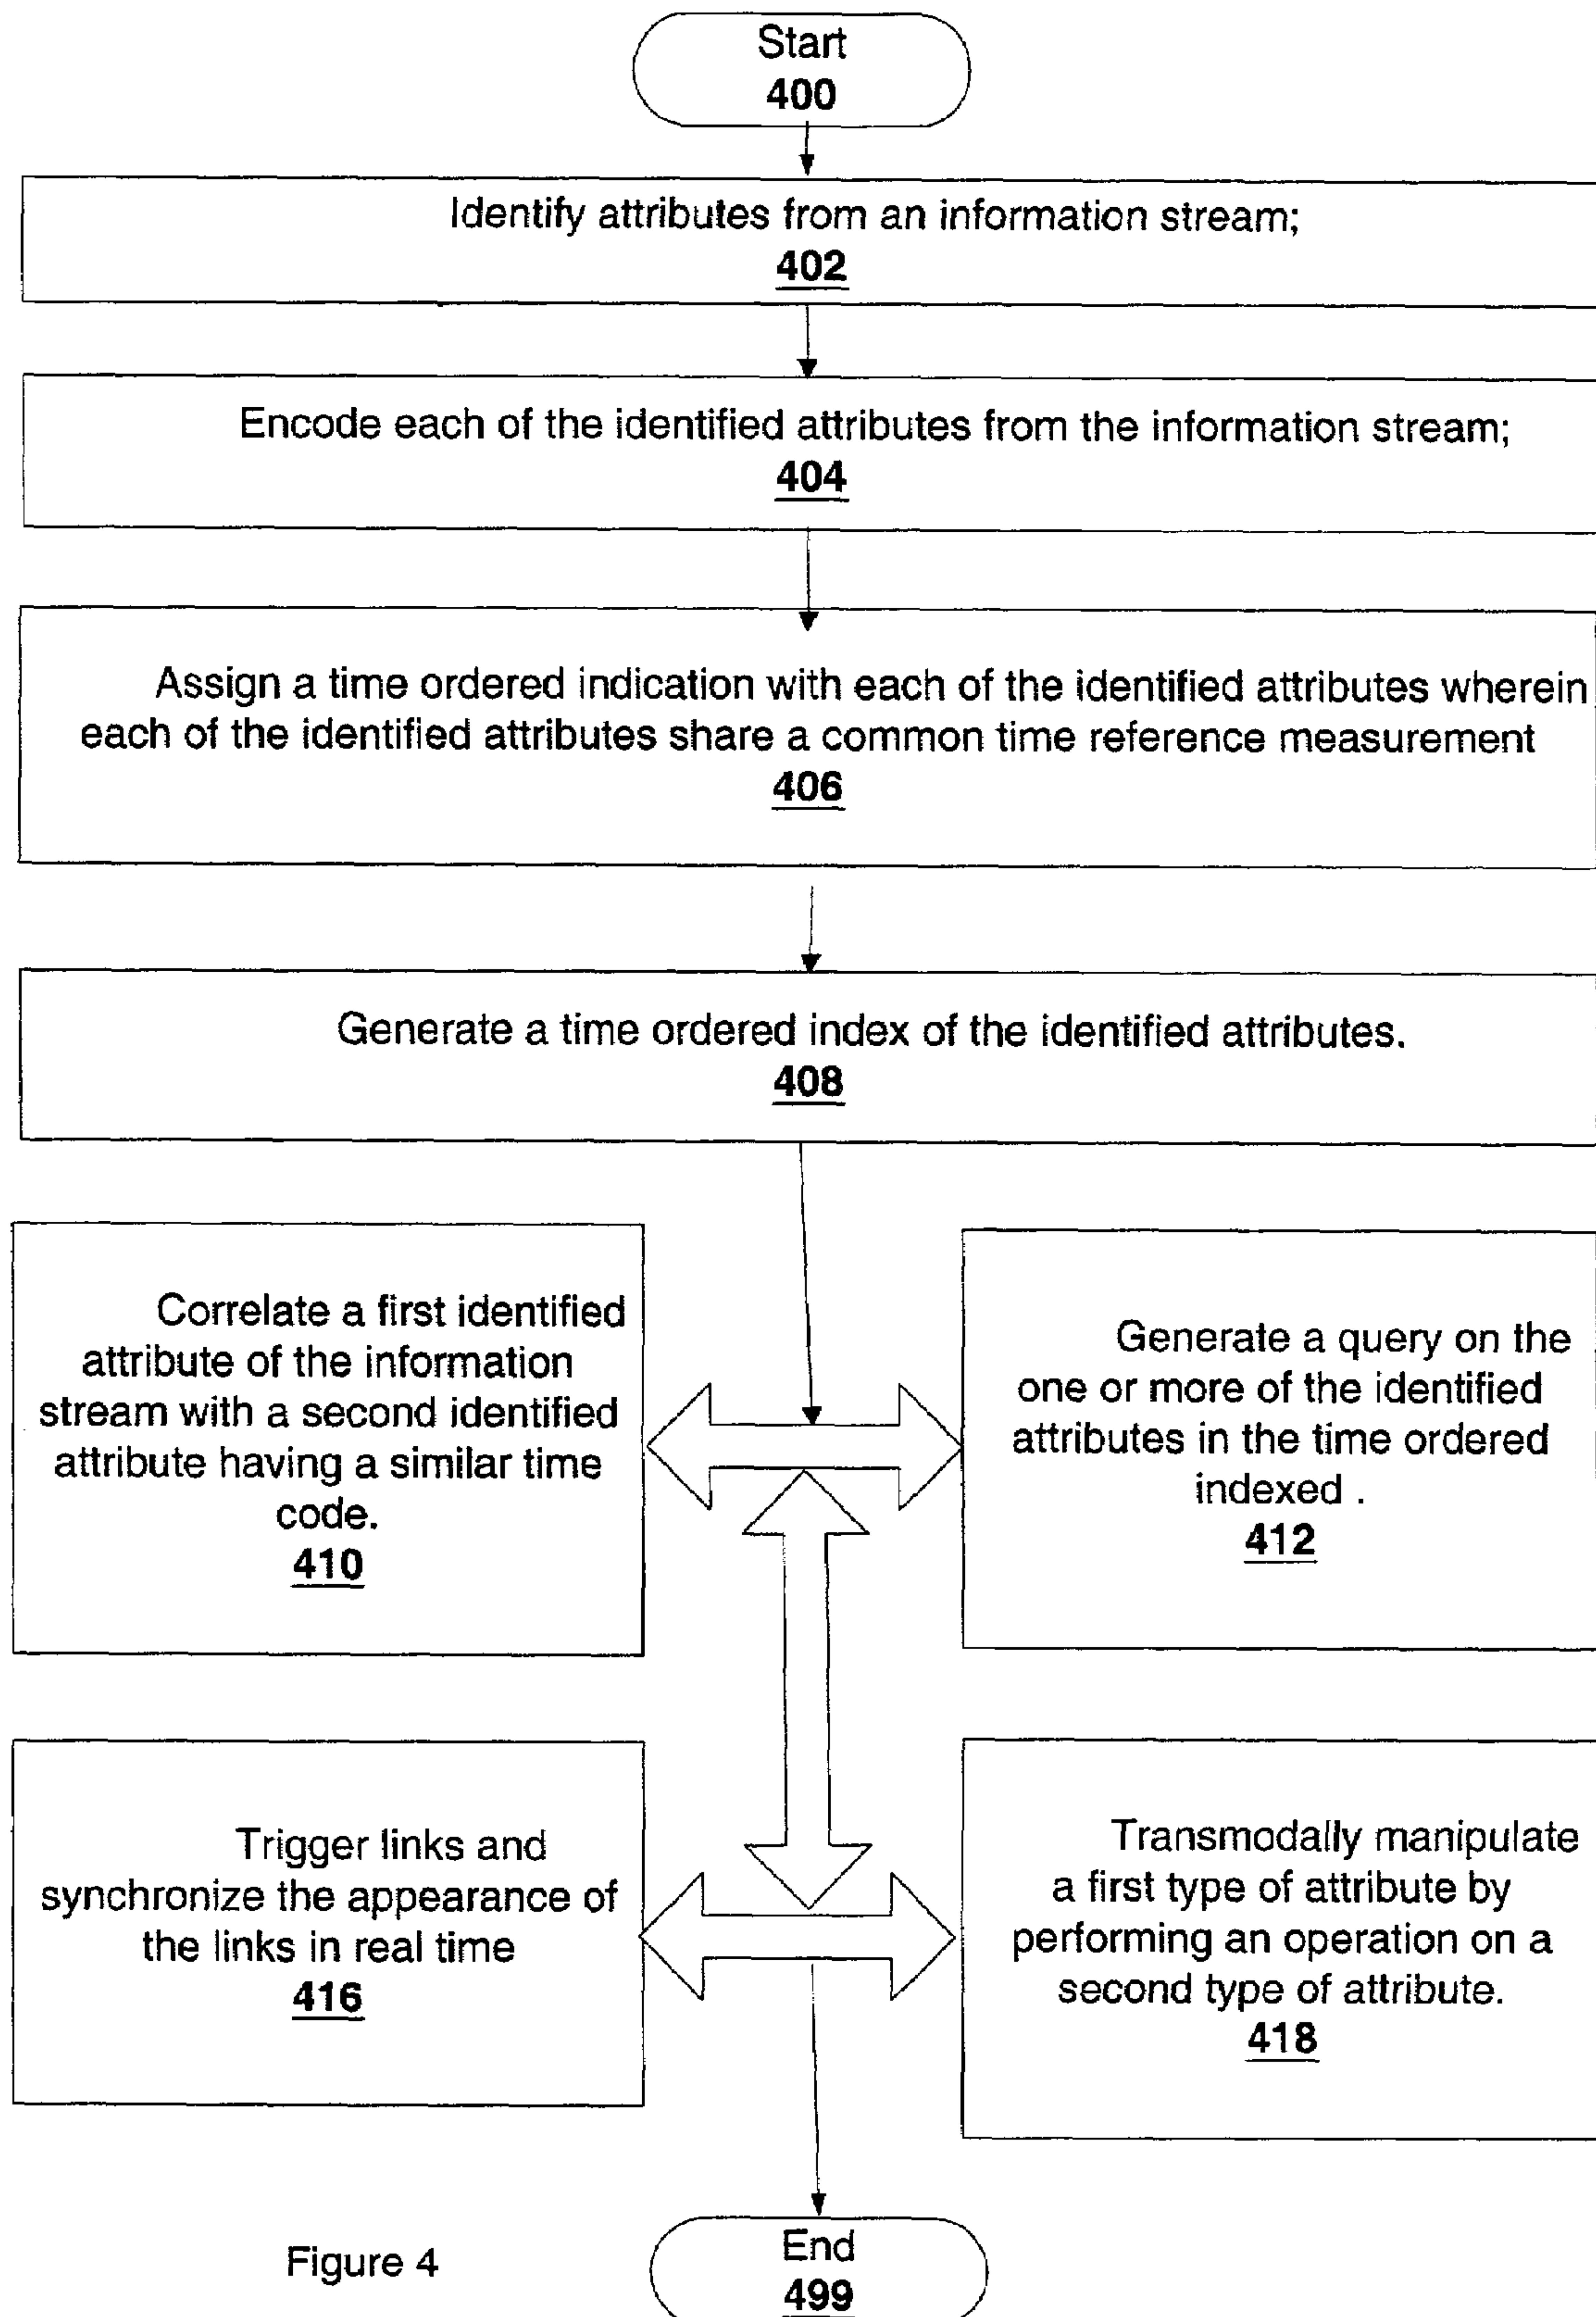 Start
400
Identify attributes from an information stream;
402
Encode each of the identified attributes from the information stream;
404
Assign a time ordered indication with each of the identified attributes wherein
each of the identified attributes share a common time reference measurement
406
Generate a time ordered index of the identified attributes.
408
Correlate a first identified
attribute of the information
stream with a second identified
attribute having a similar time
code.
410
Generate a query on the
one or more of the identified
attributes in the time ordered
indexed .
412
Trigger links and
synchronize the appearance of
the links in real time
416
Transmodally manipulate
a first type of attribute by
performing an operation on a
second type of attribute.
418
Figure 4
End
499